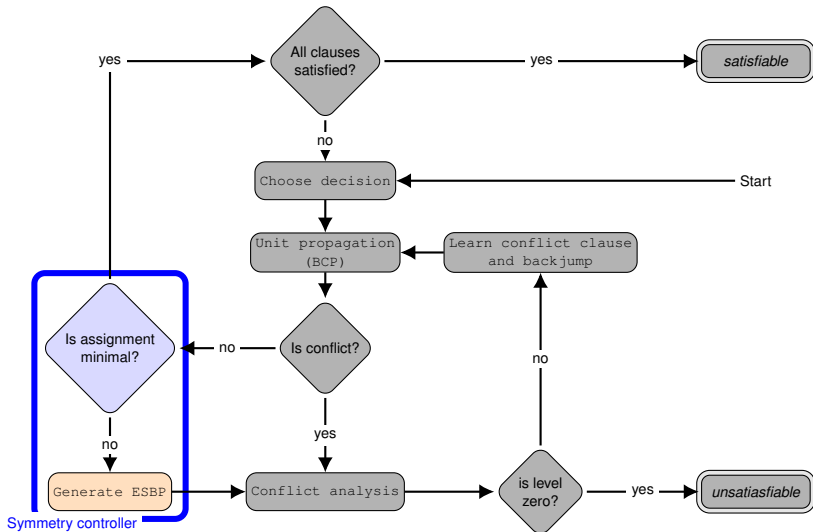 All clauses
satisfied?
yes
yes
satisfiable
no
Choose decision
Start
Unit propagation
(BCP)
Learn conflict clause
and backjump
Is assignment
minimal?
no
Is conflict?
no
yes
no
Generate ESBP
Conflict analysis
is level
zero?
yes
unsatiasfiable
Symmetry controller